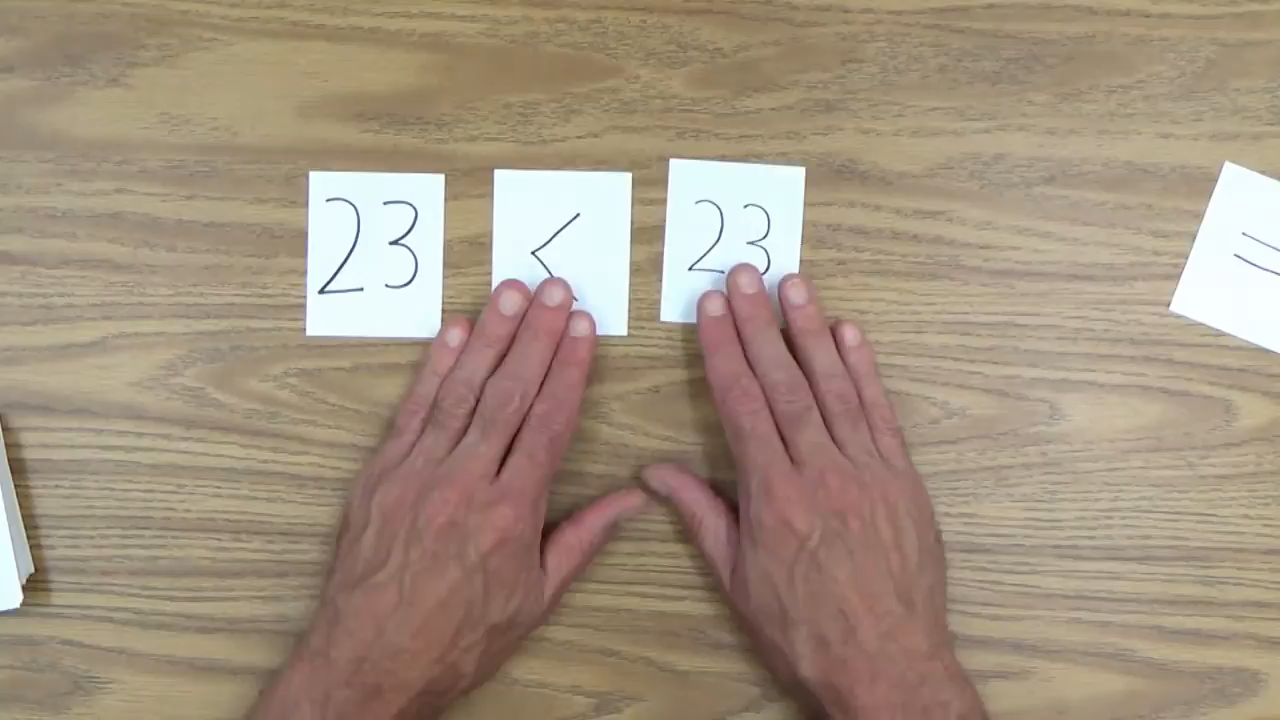 23 < 23 =